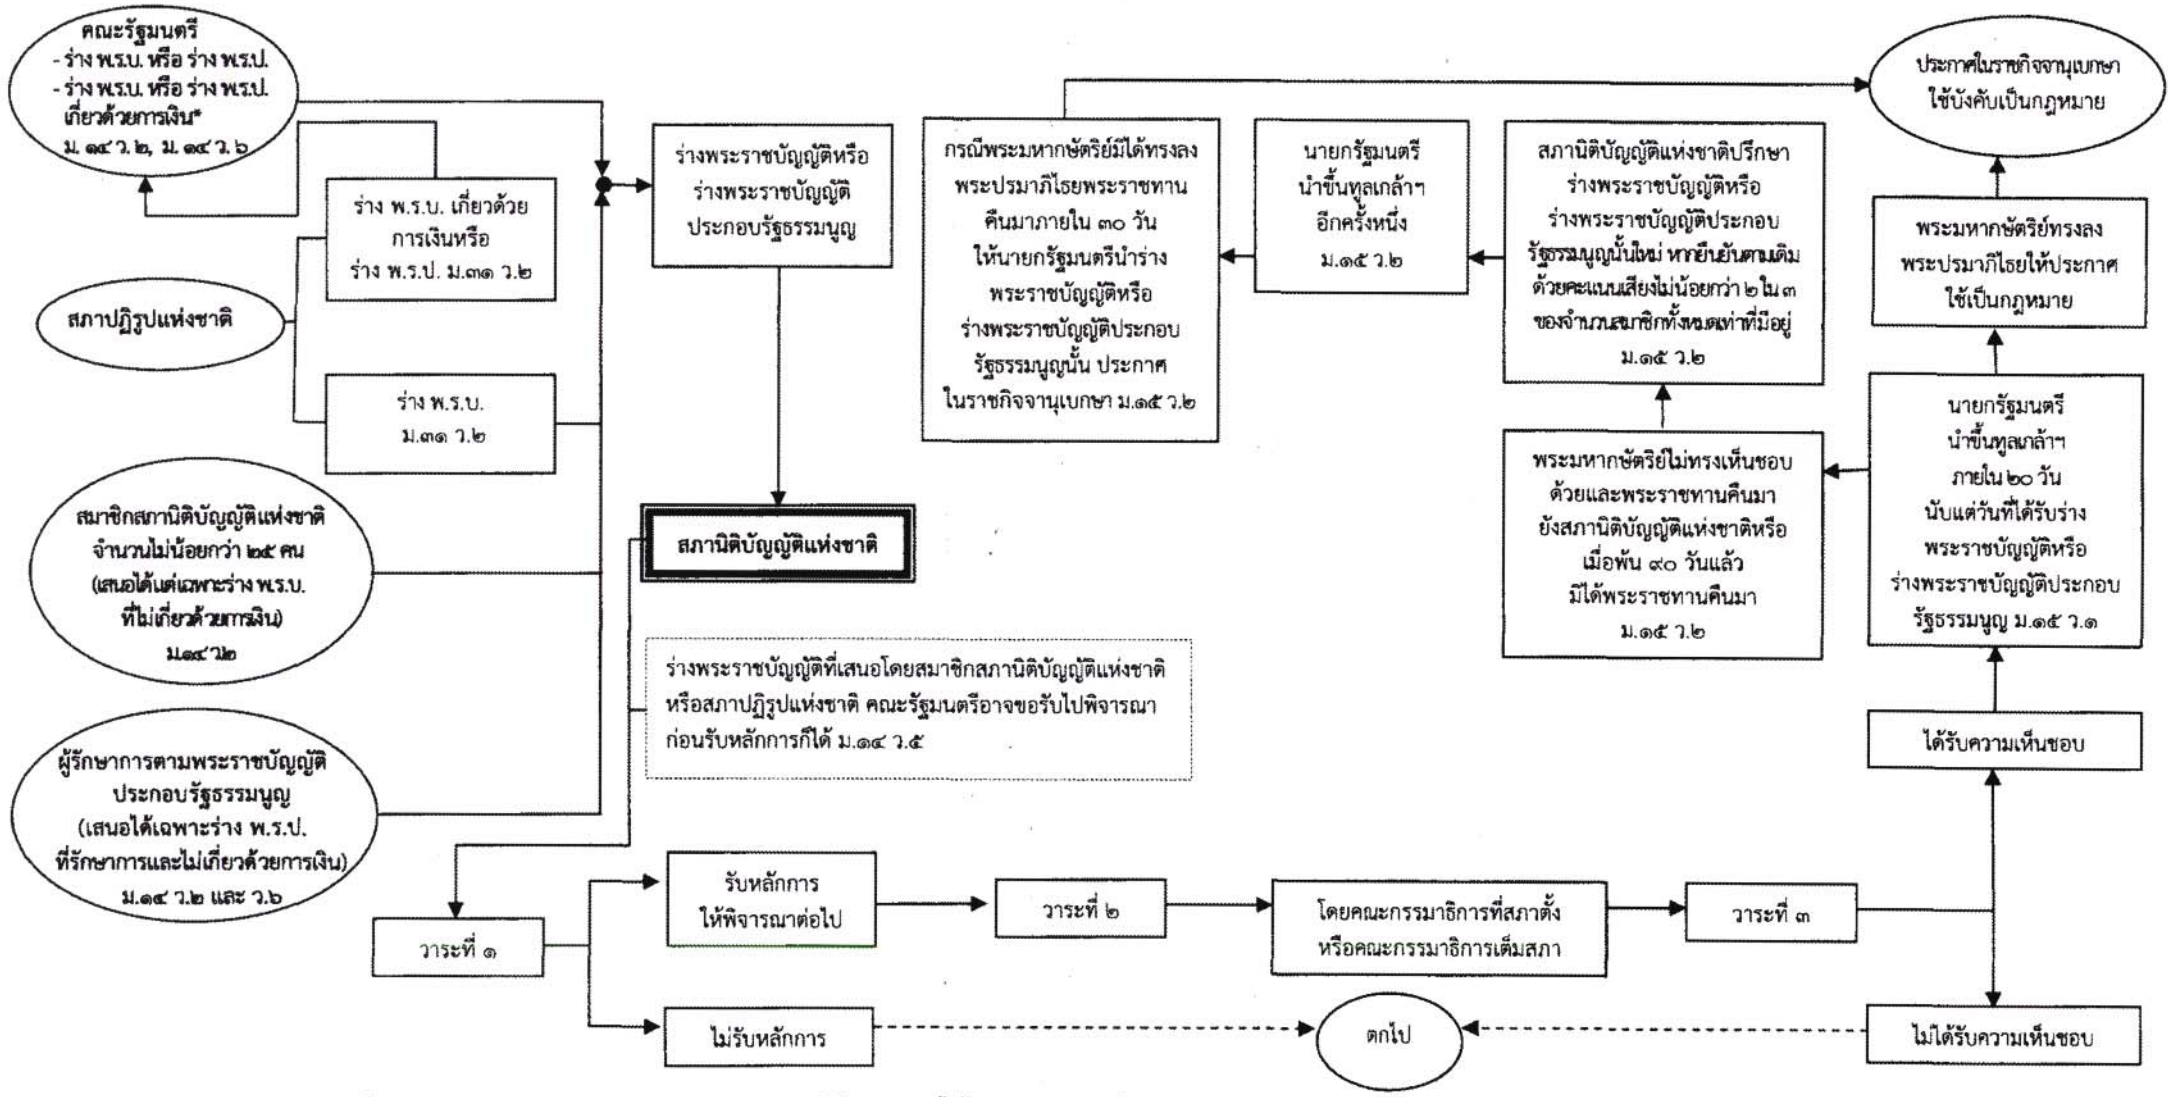 คณะรัฐมนตรี
- ร่าง พ.ร.บ. หรือ ร่าง พ.ร.ป.
- ร่าง พ.ร.บ. หรือ ร่าง พ.ร.ป.
เกี่ยวด้วยการเงิน*
ม. ๑๔ ว. ๒, ม. ๑๔ ว. ๖
ร่าง พ.ร.บ. เกี่ยวด้วย
การเงินหรือ
ร่าง พ.ร.ป. ม.๓๑ ว.๒
สภาปฏิรูปแห่งชาติ
ร่าง พ.ร.บ.
ม.๓๑ ว.๒
สมาชิกสภานิติบัญญัติแห่งชาติ
จำนวนไม่น้อยกว่า ๒๕ คน
(เสนอได้แต่เฉพาะร่าง พ.ร.บ.
ที่ไม่เกี่ยวด้วยการเงิน)
ม.๑๔ ว.๒
ผู้รักษาการตามพระราชบัญญัติ
ประกอบรัฐธรรมนูญ
(เสนอได้เฉพาะร่าง พ.ร.ป.
ที่รักษาการและไม่เกี่ยวด้วยการเงิน)
ม.๑๔ ว.๒ และ ว.๖
ร่างพระราชบัญญัติหรือ
ร่างพระราชบัญญัติ
ประกอบรัฐธรรมนูญ
สภานิติบัญญัติแห่งชาติ
ร่างพระราชบัญญัติที่เสนอโดยสมาชิกสภานิติบัญญัติแห่งชาติ
หรือสภาปฏิรูปแห่งชาติ คณะรัฐมนตรีอาจขอรับไปพิจารณา
ก่อนรับหลักการก็ได้ ม.๑๔ ว.๕
วาระที่ ๑
รับหลักการ
ให้พิจารณาต่อไป
ไม่รับหลักการ
วาระที่ ๒
โดยคณะกรรมาธิการที่สภาตั้ง
หรือคณะกรรมาธิการเต็มสภา
วาระที่ ๓
ตกไป
ไม่ได้รับความเห็นชอบ
ได้รับความเห็นชอบ
นายกรัฐมนตรี
นำขึ้นทูลเกล้าฯ
ภายใน ๒๐ วัน
นับแต่วันที่ได้รับร่าง
พระราชบัญญัติหรือ
ร่างพระราชบัญญัติประกอบ
รัฐธรรมนูญ ม.๑๕ ว.๑
พระมหากษัตริย์ทรงลง
พระปรมาภิไธยให้ประกาศ
ใช้เป็นกฎหมาย
ประกาศในราชกิจจานุเบกษา
ใช้บังคับเป็นกฎหมาย
พระมหากษัตริย์ไม่ทรงเห็นชอบ
ด้วยและพระราชทานคืนมา
ยังสภานิติบัญญัติแห่งชาติหรือ
เมื่อพ้น ๙๐ วันแล้ว
มิได้พระราชทานคืนมา
ม.๑๕ ว.๒
สภานิติบัญญัติแห่งชาติปรึกษา
ร่างพระราชบัญญัติหรือ
ร่างพระราชบัญญัติประกอบ
รัฐธรรมนูญนั้นใหม่ หากยืนยันตามเดิม
ด้วยคะแนนเสียงไม่น้อยกว่า ๒ ใน ๓
ของจำนวนสมาชิกทั้งหมดเท่าที่มีอยู่
ม.๑๕ ว.๒
นายกรัฐมนตรี
นำขึ้นทูลเกล้าฯ
อีกครั้งหนึ่ง
ม.๑๕ ว.๒
กรณีพระมหากษัตริย์มิได้ทรงลง
พระปรมาภิไธยพระราชทาน
คืนมาภายใน ๓๐ วัน
ให้นายกรัฐมนตรีนำร่าง
พระราชบัญญัติหรือ
ร่างพระราชบัญญัติประกอบ
รัฐธรรมนูญนั้น ประกาศ
ในราชกิจจานุเบกษา ม.๑๕ ว.๒